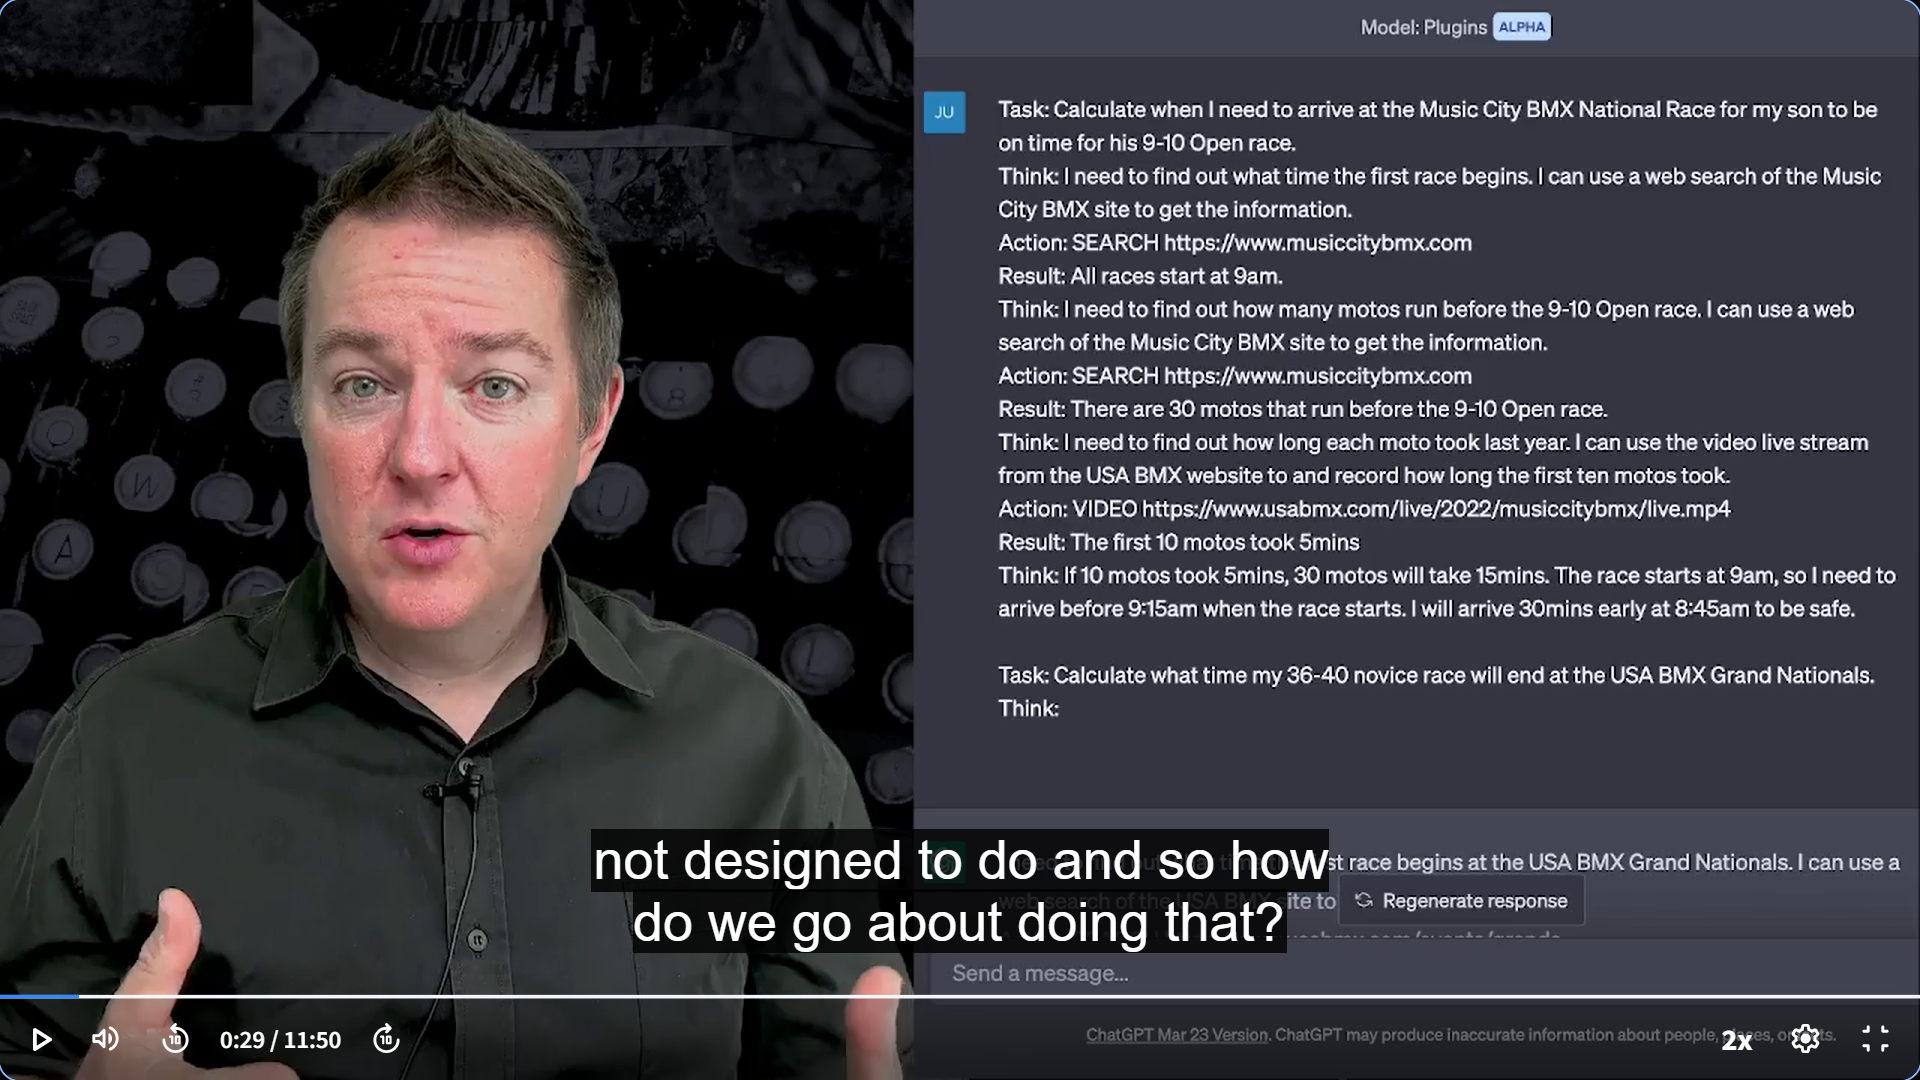 Model: Plugins ALPHA
JU
Task: Calculate when I need to arrive at the Music City BMX National Race for my son to be
on time for his 9-10 Open race.
Think: I need to find out what time the first race begins. I can use a web search of the Music
City BMX site to get the information.
Action: SEARCH https://www.musiccitybmx.com
Result: All races start at 9am.
Think: I need to find out how many motos run before the 9-10 Open race. I can use a web
search of the Music City BMX site to get the information.
Action: SEARCH https://www.musiccitybmx.com
Result: There are 30 motos that run before the 9-10 Open race.
Think: I need to find out how long each moto took last year. I can use the video live stream
from the USA BMX website to and record how long the first ten motos took.
Action: VIDEO https://www.usabmx.com/live/2022/musiccitybmx/live.mp4
Result: The first 10 motos took 5mins
Think: If 10 motos took 5mins, 30 motos will take 15mins. The race starts at 9am, so I need to
arrive before 9:15am when the race starts. I will arrive 30mins early at 8:45am to be safe.
Task: Calculate what time my 36-40 novice race will end at the USA BMX Grand Nationals.
Think:
race begins at the USA BMX Grand Nationals. I can use a
web search of the BMX site to
Regenerate response
not designed to do and so how
do we go about doing that?
Send a message...
0:29 / 11:50
ChatGPT Mar 23 Version. ChatGPT may produce inaccurate information about people,
2x